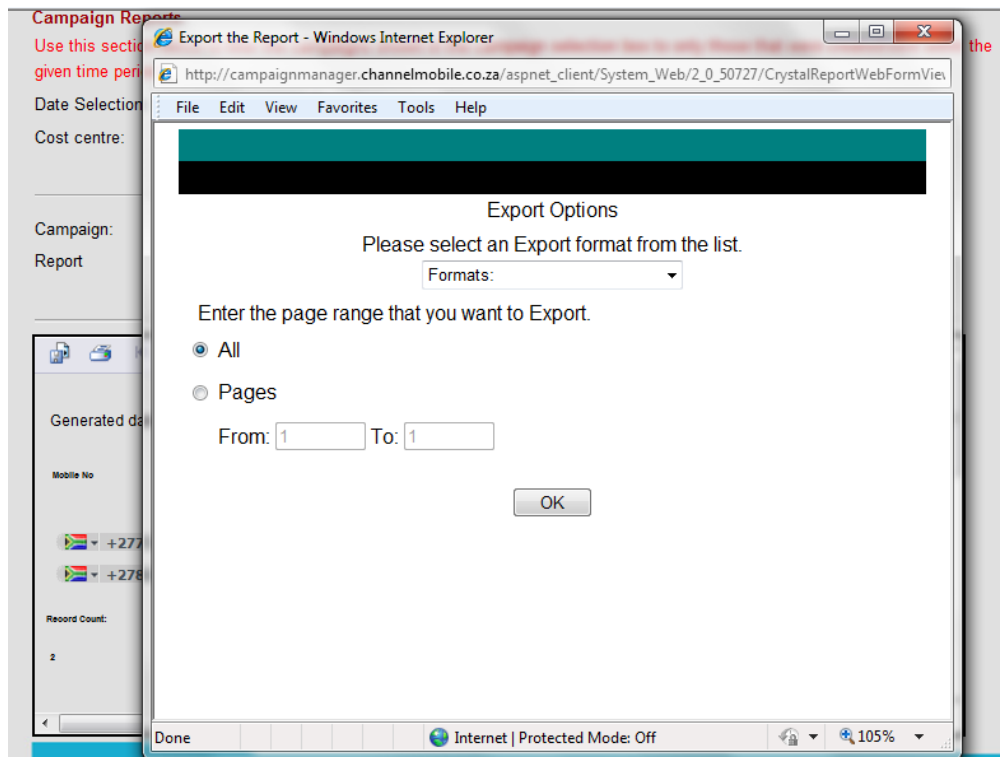 Campaign Reports
Export the Report - Windows Internet Explorer
Use this section
the
given time peri
http://campaignmanager.channelmobile.co.za/aspnet_client/System_Web/2_0_50727/CrystalReportWebFormView
Date Selection
File Edit View Favorites Tools Help
Cost centre:
Export Options
Campaign:
Please select an Export format from the list.
Report
Formats:
Enter the page range that you want to Export.
All
Pages
Generated da
From: 1 To: 1
Mobile No
OK
+277
+278
Record Count:
2
Done
Internet | Protected Mode: Off
105%